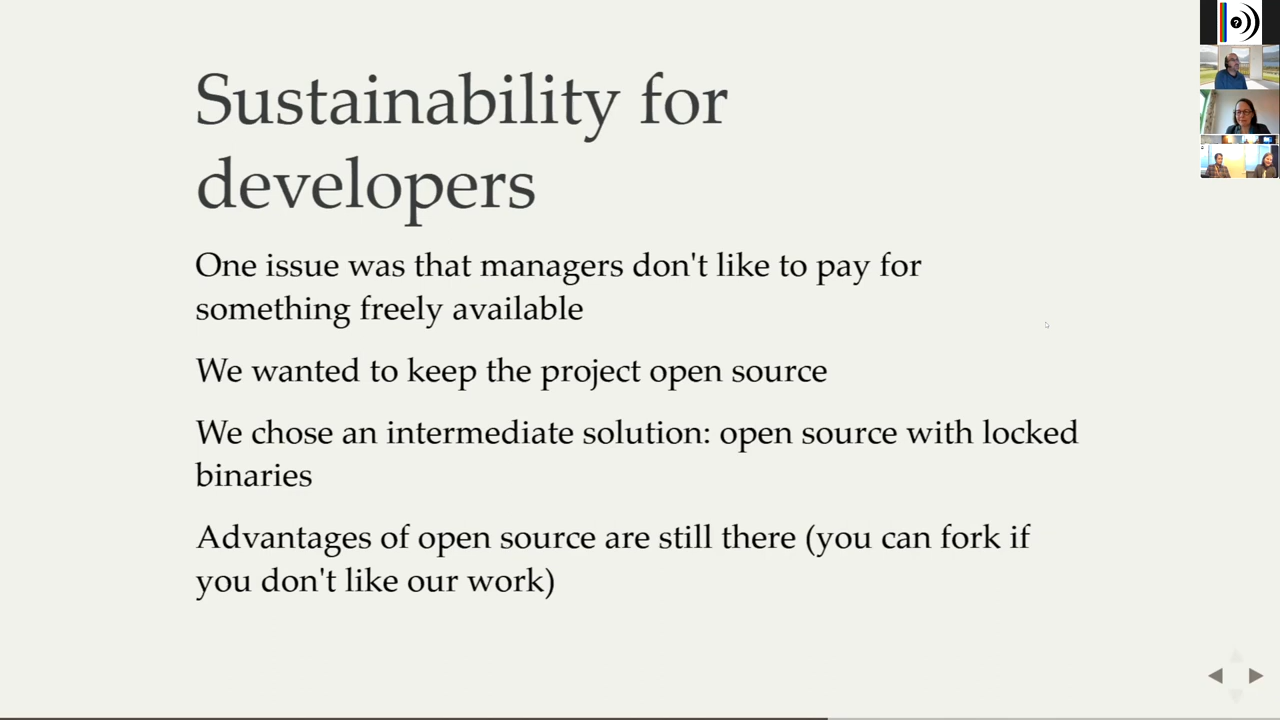 Sustainability for
developers
One issue was that managers don't like to pay for
something freely available
We wanted to keep the project open source
We chose an intermediate solution: open source with locked
binaries
Advantages of open source are still there (you can fork if
you don't like our work)